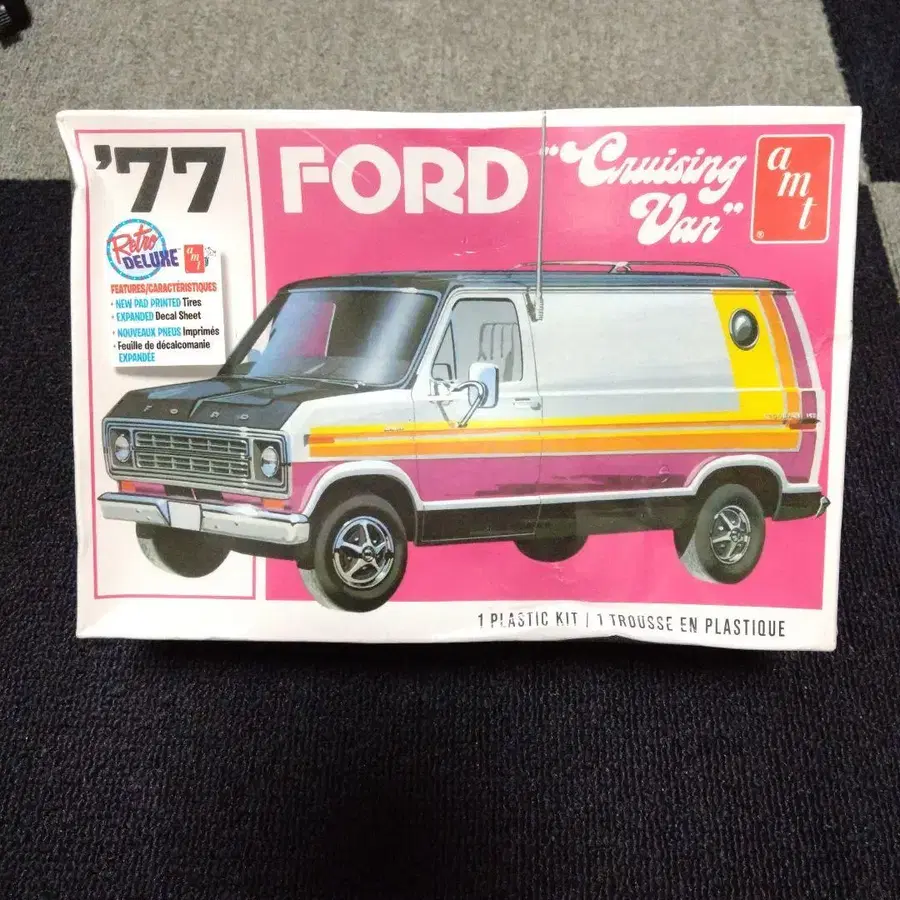 '77 FORD "Cruising
Van"
amt
®
Retro
DELUXE
amt
FEATURES/CARACTÉRISTIQUES
• NEW PAD PRINTED Tires
• EXPANDED Decal Sheet
• NOUVEAUX PNEUS Imprimés
• Feuille de décalcomanie
EXPANDÉE
FORD
1 PLASTIC KIT / 1 TROUSSE EN PLASTIQUE